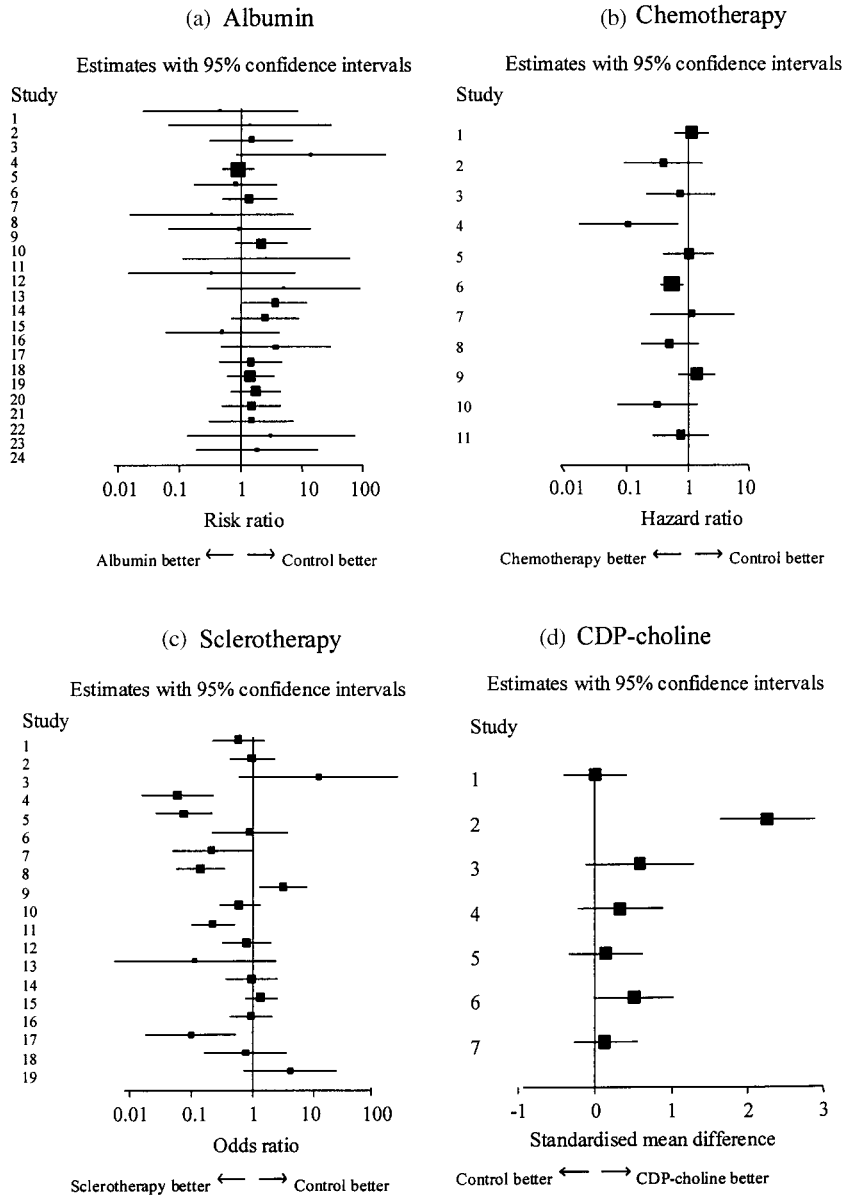 (a) Albumin
Estimates with 95% confidence intervals
Study
1
2
3
4
5
6
7
8
9
10
11
12
13
14
15
16
17
18
19
20
21
22
23
24
0.01 0.1 1 10 100
Risk ratio
Albumin better ← → Control better
(b) Chemotherapy
Estimates with 95% confidence intervals
Study
1
2
3
4
5
6
7
8
9
10
11
0.01 0.1 1 10
Hazard ratio
Chemotherapy better ← → Control better
(c) Sclerotherapy
Estimates with 95% confidence intervals
Study
1
2
3
4
5
6
7
8
9
10
11
12
13
14
15
16
17
18
19
0.01 0.1 1 10 100
Odds ratio
Sclerotherapy better ← → Control better
(d) CDP-choline
Estimates with 95% confidence intervals
Study
1
2
3
4
5
6
7
-1 0 1 2 3
Standardised mean difference
Control better ← → CDP-choline better